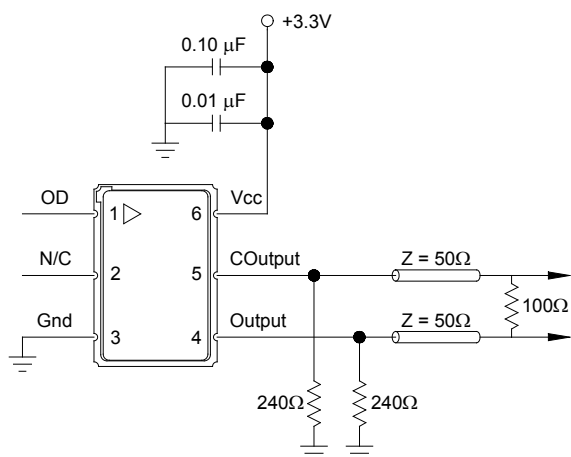 +3.3V
0.10 μF
0.01 μF
OD
Vcc
1
6
N/C
COutput
Z = 50Ω
2
5
100Ω
Gnd
Output
Z = 50Ω
3
4
240Ω
240Ω